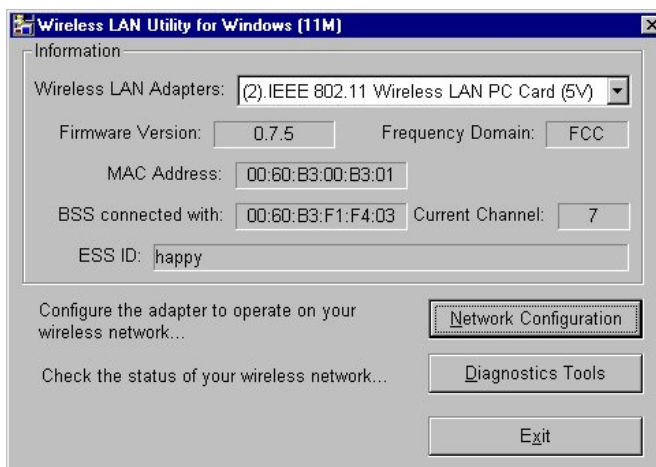 Wireless LAN Utility for Windows (11M)
Information
Wireless LAN Adapters: (2).IEEE 802.11 Wireless LAN PC Card (5V)
Firmware Version: 0.7.5 Frequency Domain: FCC
MAC Address: 00:60:B3:00:B3:01
BSS connected with: 00:60:B3:F1:F4:03 Current Channel: 7
ESS ID: happy
Configure the adapter to operate on your
wireless network...
Network Configuration
Check the status of your wireless network...
Diagnostics Tools
Exit